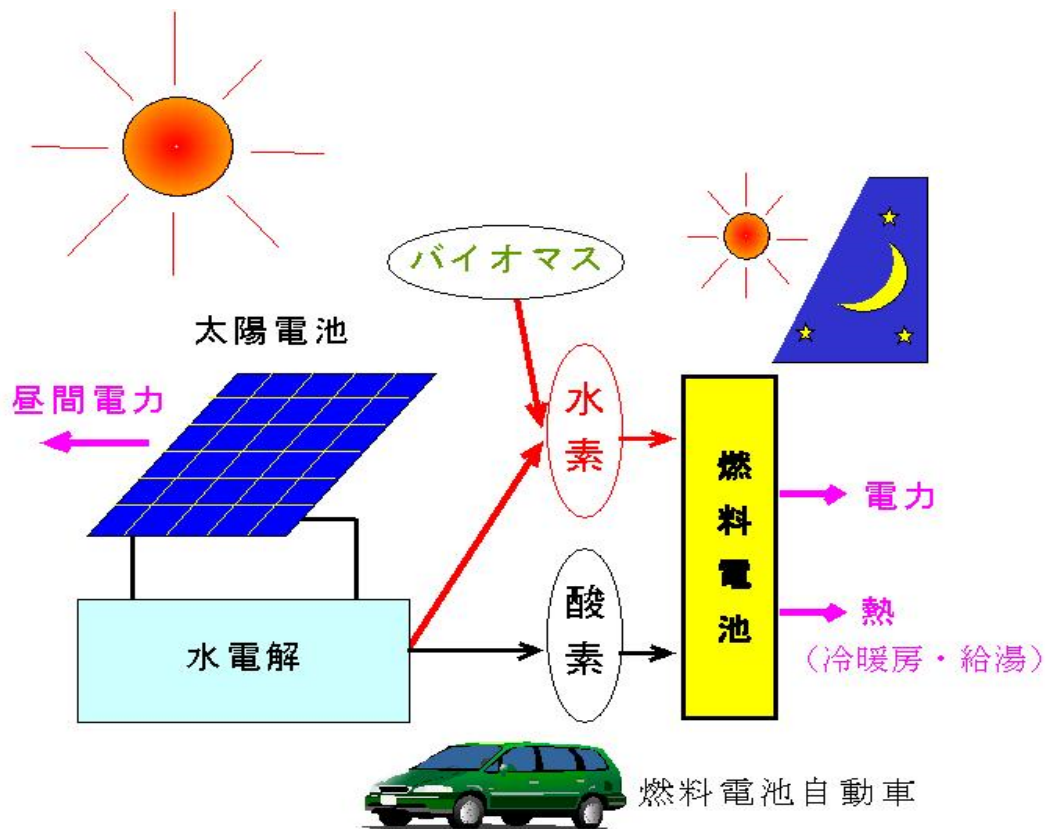 バイオマス
太陽電池
昼間電力
水素
燃料電池
電力
酸素
熱
水電解
（冷暖房・給湯）
燃料電池自動車